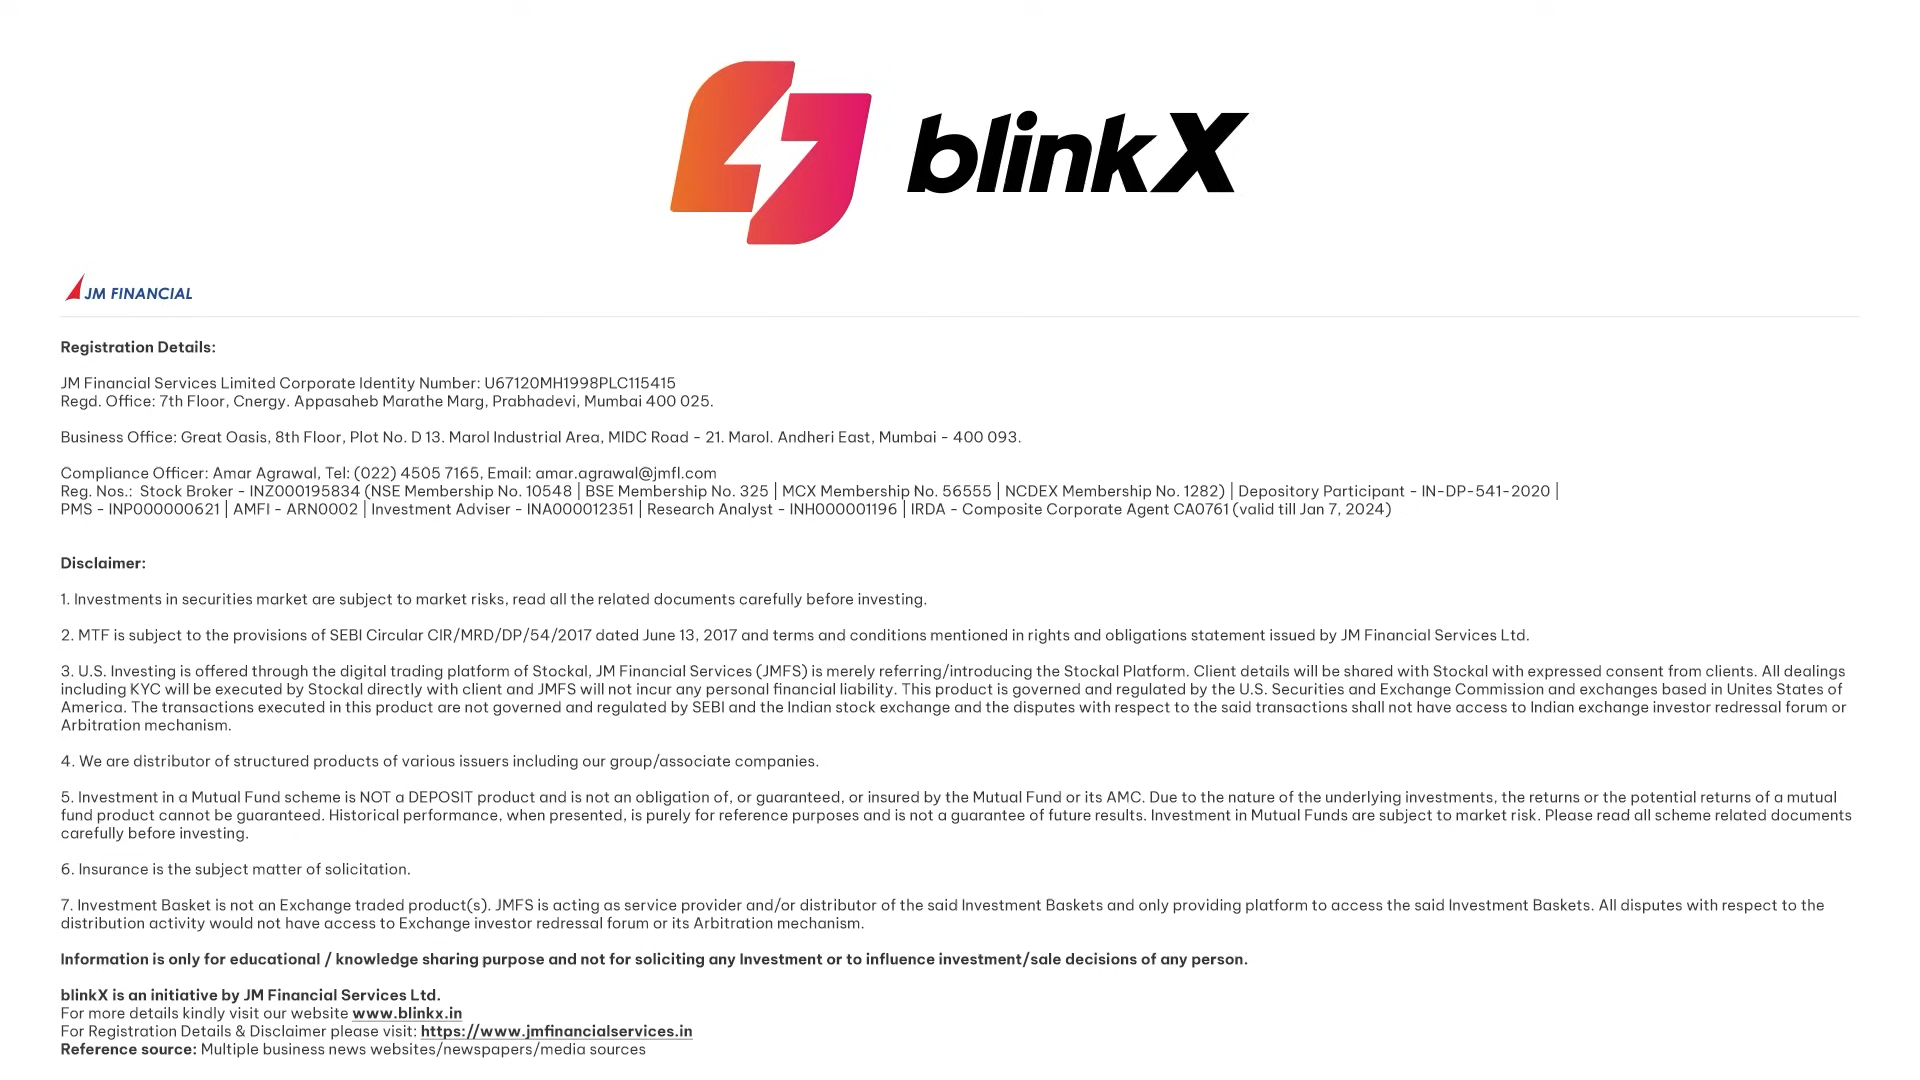 blinkX
JM FINANCIAL
Registration Details:
JM Financial Services Limited Corporate Identity Number: U67120MH1998PLC115415
Regd. Office: 7th Floor, Cnergy. Appasaheb Marathe Marg, Prabhadevi, Mumbai 400 025.
Business Office: Great Oasis, 8th Floor, Plot No. D 13. Marol Industrial Area, MIDC Road - 21. Marol. Andheri East, Mumbai - 400 093.
Compliance Officer: Amar Agrawal, Tel: (022) 4505 7165, Email: amar.agrawal@jmfl.com
Reg. Nos.: Stock Broker - INZ000195834 (NSE Membership No. 10548 | BSE Membership No. 325 | MCX Membership No. 56555 | NCDEX Membership No. 1282) | Depository Participant - IN-DP-541-2020 |
PMS - INP000000621 | AMFI - ARN0002 | Investment Adviser - INA000012351 | Research Analyst - INH000001196 | IRDA - Composite Corporate Agent CA0761 (valid till Jan 7, 2024)
Disclaimer:
1. Investments in securities market are subject to market risks, read all the related documents carefully before investing.
2. MTF is subject to the provisions of SEBI Circular CIR/MRD/DP/54/2017 dated June 13, 2017 and terms and conditions mentioned in rights and obligations statement issued by JM Financial Services Ltd.
3. U.S. Investing is offered through the digital trading platform of Stockal, JM Financial Services (JMFS) is merely referring/introducing the Stockal Platform. Client details will be shared with Stockal with expressed consent from clients. All dealings
including KYC will be executed by Stockal directly with client and JMFS will not incur any personal financial liability. This product is governed and regulated by the U.S. Securities and Exchange Commission and exchanges based in Unites States of
America. The transactions executed in this product are not governed and regulated by SEBI and the Indian stock exchange and the disputes with respect to the said transactions shall not have access to Indian exchange investor redressal forum or
Arbitration mechanism.
4. We are distributor of structured products of various issuers including our group/associate companies.
5. Investment in a Mutual Fund scheme is NOT a DEPOSIT product and is not an obligation of, or guaranteed, or insured by the Mutual Fund or its AMC. Due to the nature of the underlying investments, the returns or the potential returns of a mutual
fund product cannot be guaranteed. Historical performance, when presented, is purely for reference purposes and is not a guarantee of future results. Investment in Mutual Funds are subject to market risk. Please read all scheme related documents
carefully before investing.
6. Insurance is the subject matter of solicitation.
7. Investment Basket is not an Exchange traded product(s). JMFS is acting as service provider and/or distributor of the said Investment Baskets and only providing platform to access the said Investment Baskets. All disputes with respect to the
distribution activity would not have access to Exchange investor redressal forum or its Arbitration mechanism.
Information is only for educational / knowledge sharing purpose and not for soliciting any Investment or to influence investment/sale decisions of any person.
blinkX is an initiative by JM Financial Services Ltd.
For more details kindly visit our website www.blinkx.in
For Registration Details & Disclaimer please visit: https://www.jmfinancialservices.in
Reference source: Multiple business news websites/newspapers/media sources